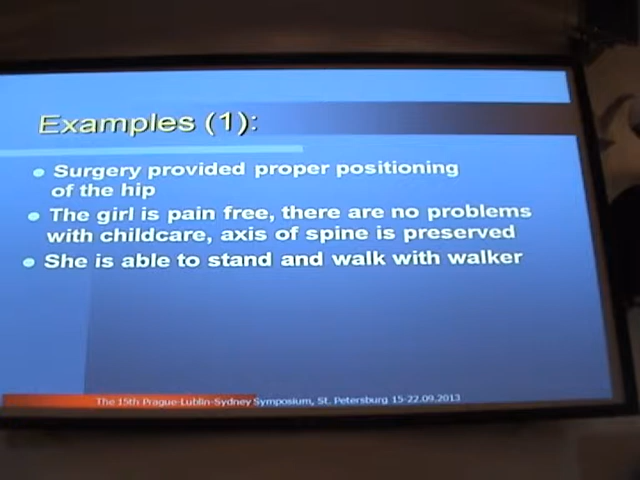 Examples (1):
Surgery provided proper positioning
of the hip
The girl is pain free, there are no problems
with childcare, axis of spine is preserved
She is able to stand and walk with walker
The 15th Prague-Lublin-Sydney Symposium, St. Petersburg 15-22.09.2013